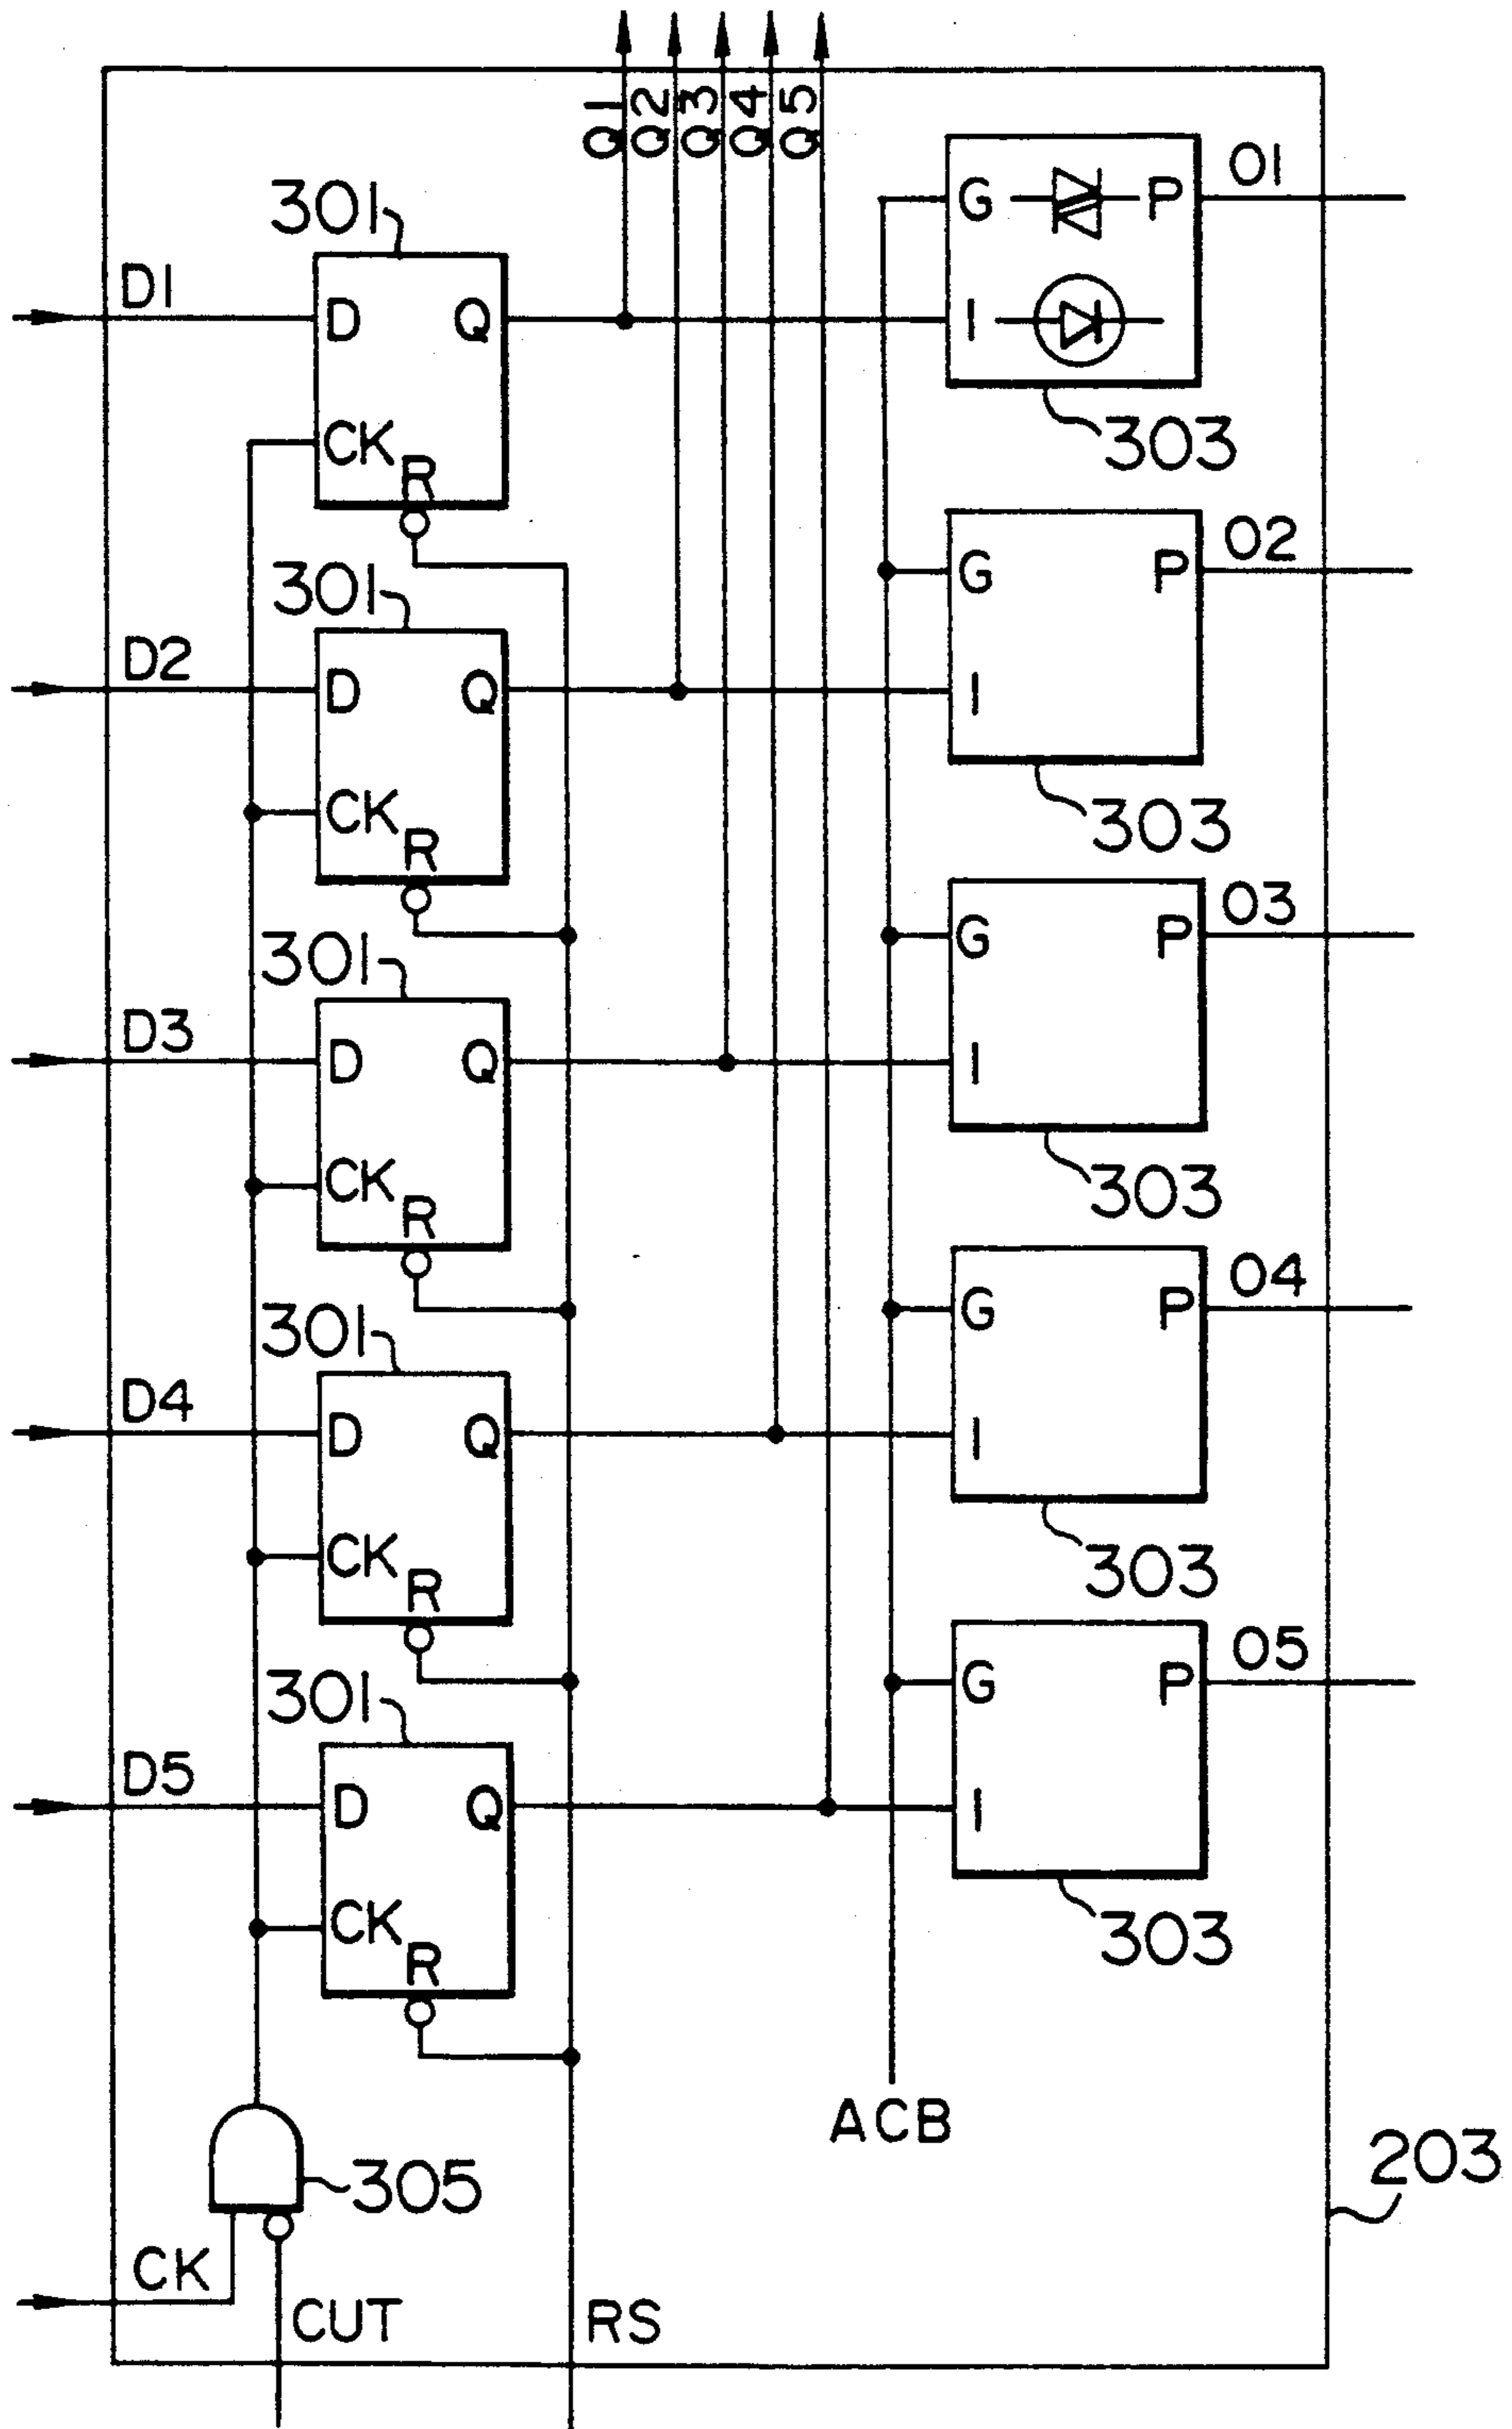 Q1 Q2 Q3 Q4 Q5
301
D1
D Q
CK
R
G P
I
O1
303
301
D2
D Q
CK
R
G P
I
O2
303
301
D3
D Q
CK
R
G P
I
O3
303
301
D4
D Q
CK
R
G P
I
O4
303
301
D5
D Q
CK
R
G P
I
O5
303
ACB
203
305
CK
CUT
RS